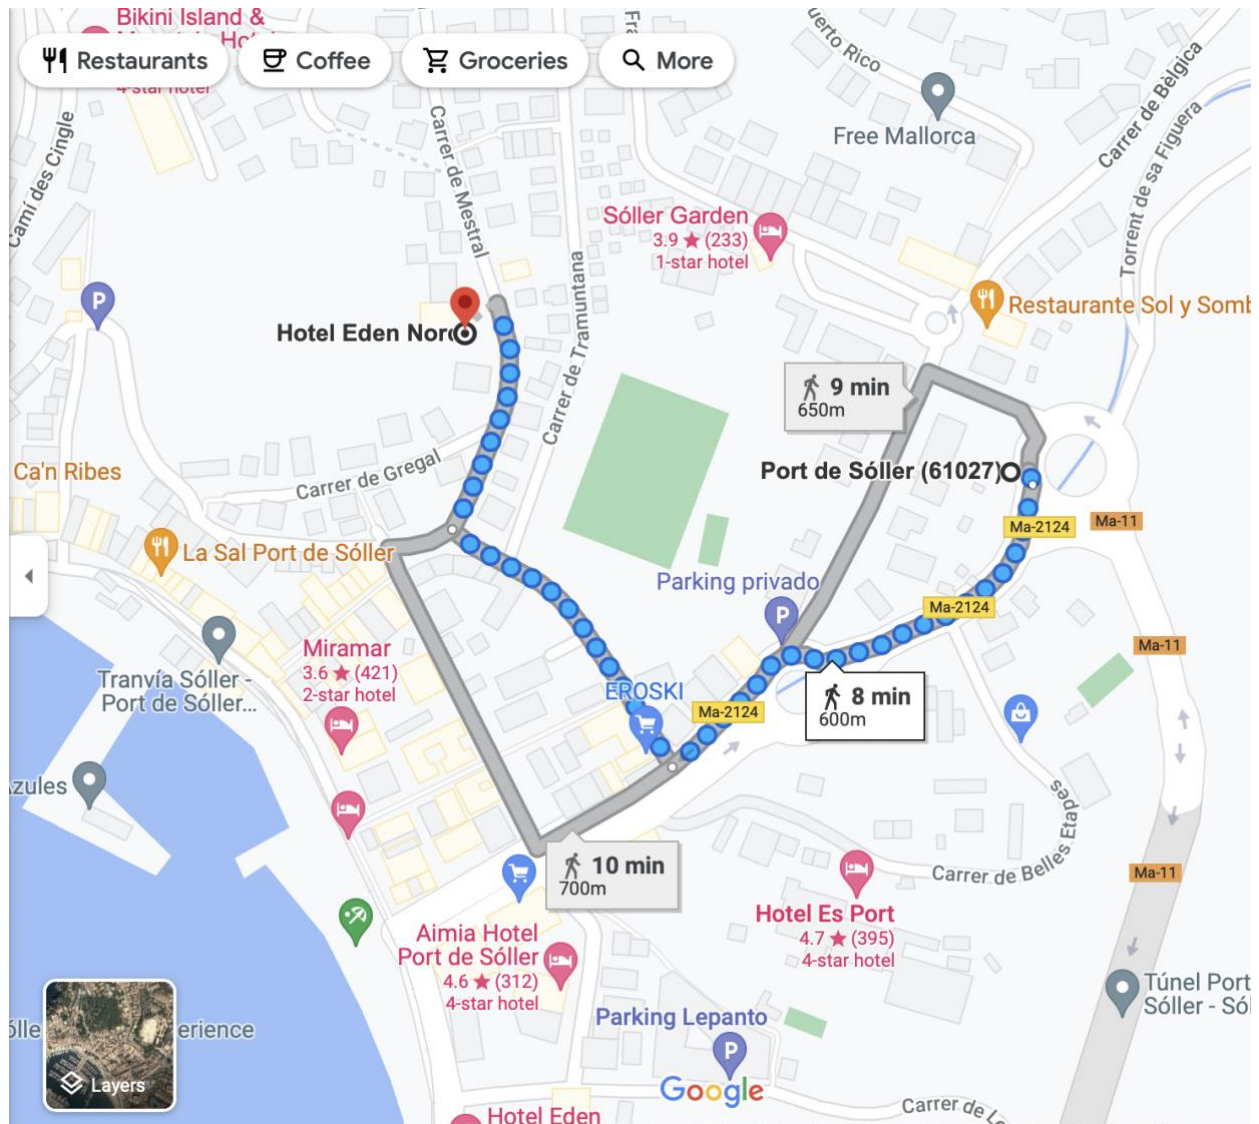 Bikini Island &
Restaurants
Coffee
Groceries
More
4-star hotel
uerto Rico
Carrer de Bèlgica
Free Mallorca
Torrent de sa Figuera
Camí des Cingle
Carrer de Mestral
Sóller Garden
3.9 ★ (233)
1-star hotel
Carrer de Tramuntana
P
Restaurante Sol y Somb
Hotel Eden Nor
9 min
650m
Carrer de Gregal
Port de Sóller (61027)
Ca'n Ribes
Ma-2124
Ma-11
La Sal Port de Sóller
Parking privado
P
Ma-2124
Miramar
3.6 ★ (421)
2-star hotel
Ma-11
Tranvía Sóller -
Port de Sóller...
EROSKI
8 min
600m
Ma-2124
zules
Carrer de Belles Etapes
10 min
700m
Ma-11
Hotel Es Port
4.7 ★ (395)
4-star hotel
Aimia Hotel
Port de Sóller
4.6 ★ (312)
4-star hotel
Túnel Port
Sóller - Sól
Parking Lepanto
P
ólle
erience
Layers
Google
Hotel Eden
Carrer de